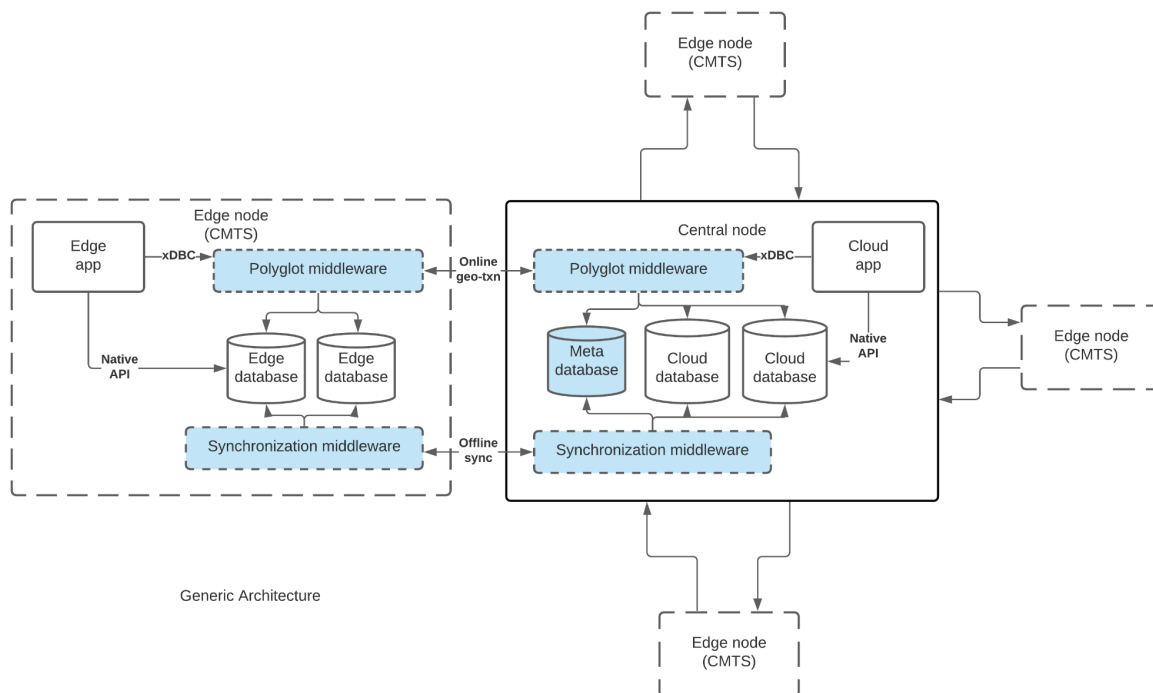 Edge node
(CMTS)
Edge node
(CMTS)
Edge
app
xDBC
Polyglot middleware
Online
geo-txn
Central node
Polyglot middleware
xDBC
Cloud
app
Native
API
Edge
database
Edge
database
Meta
database
Cloud
database
Cloud
database
Native
API
Edge node
(CMTS)
Synchronization middleware
Offline
sync
Synchronization middleware
Generic Architecture
Edge node
(CMTS)